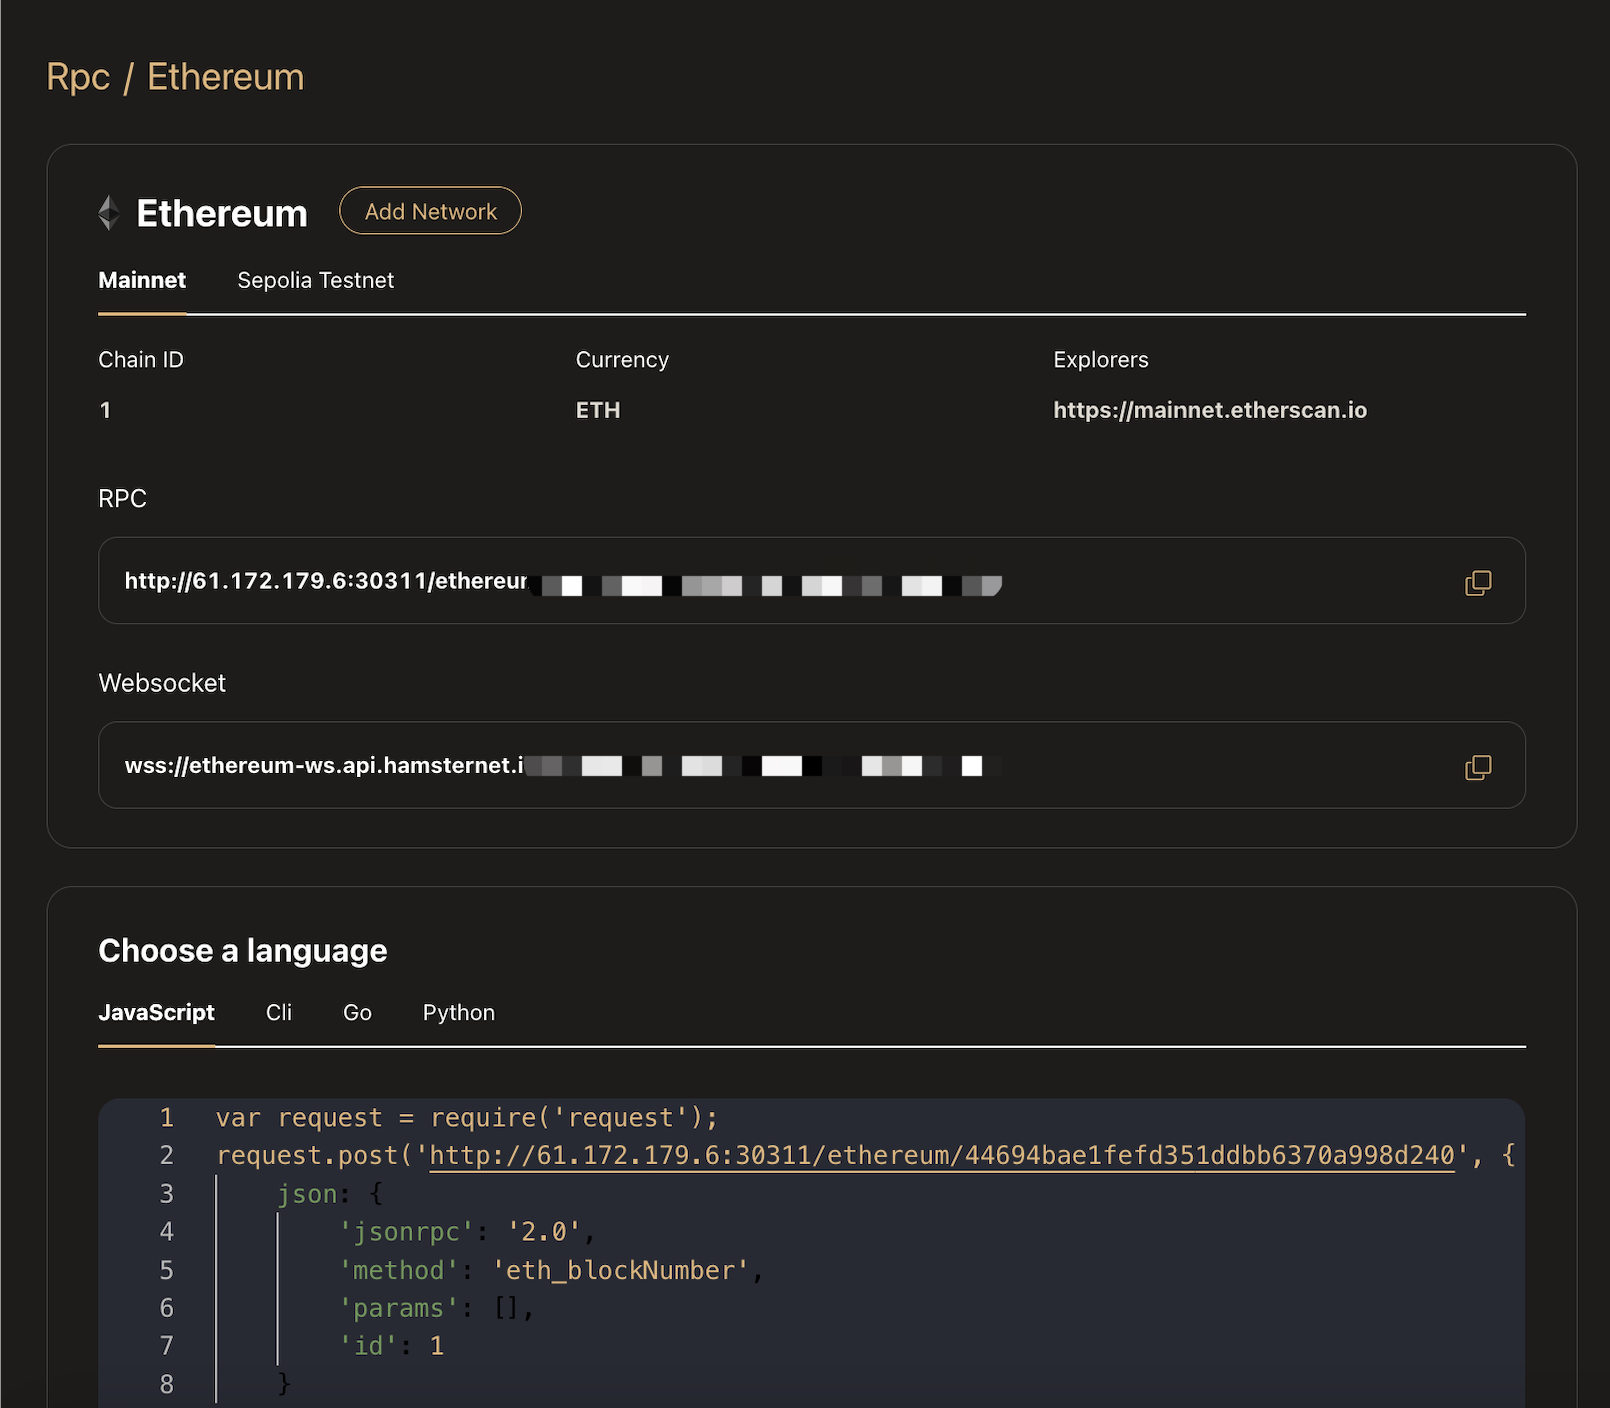 Rpc / Ethereum
Ethereum Add Network
Mainnet Sepolia Testnet
Chain ID Currency Explorers
1 ETH https://mainnet.etherscan.io
RPC
http://61.172.179.6:30311/ethereum
Websocket
wss://ethereum-ws.api.hamsternet.i
Choose a language
JavaScript Cli Go Python
1 var request = require('request');
2 request.post('http://61.172.179.6:30311/ethereum/44694bae1fefd351ddbb6370a998d240', {
3 json: {
4 'jsonrpc': '2.0',
5 'method': 'eth_blockNumber',
6 'params': [],
7 'id': 1
8 }